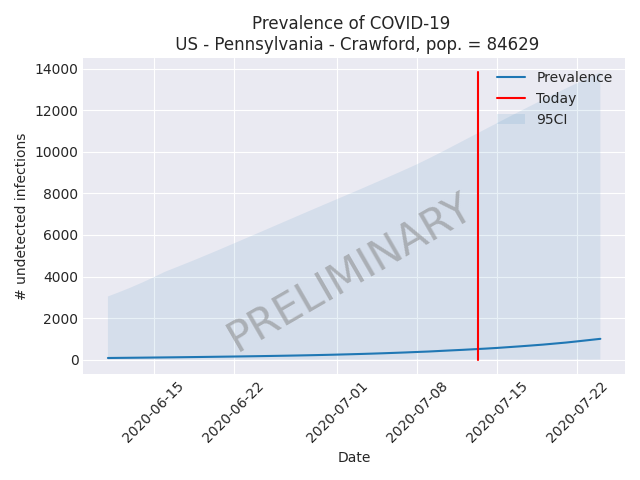 Prevalence of COVID-19
US - Pennsylvania - Crawford, pop. = 84629
14000
12000
10000
8000
6000
4000
2000
0
# undetected infections
Prevalence
Today
95CI
PRELIMINARY
2020-06-15
2020-06-22
2020-07-01
2020-07-08
2020-07-15
2020-07-22
Date